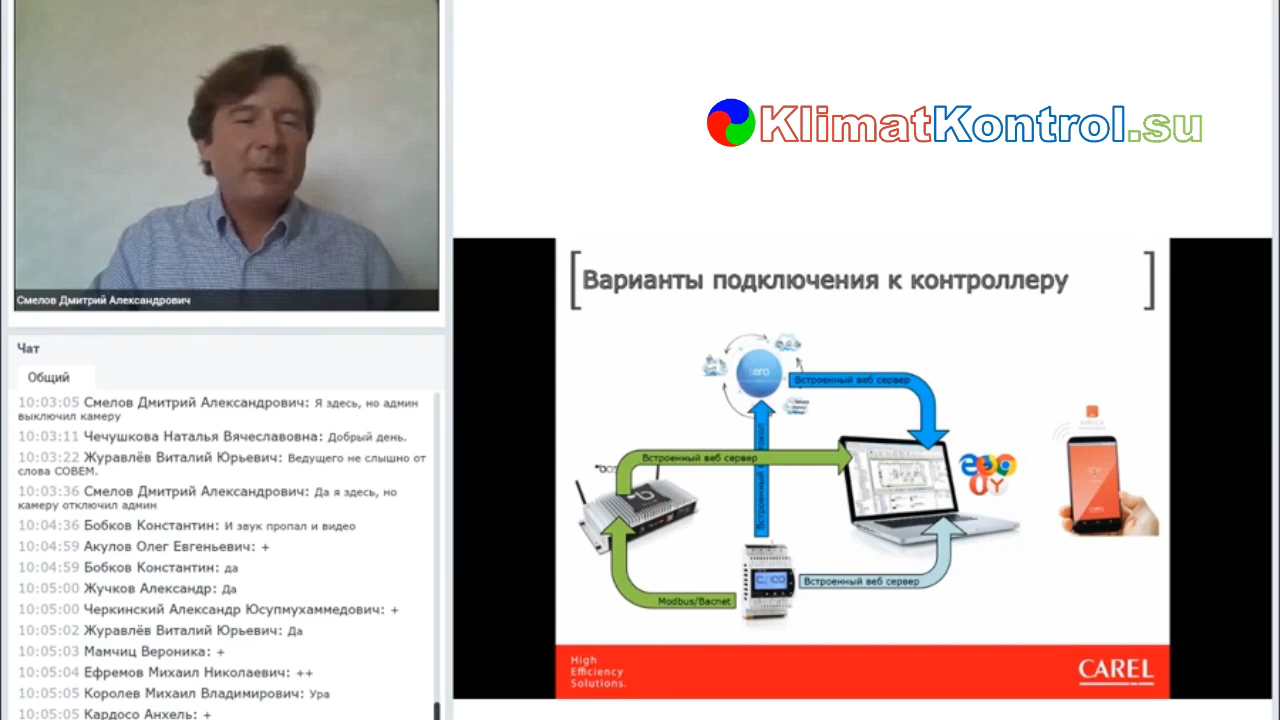 Смелов Дмитрий Александрович
Чат
Общий
10:03:05 Смелов Дмитрий Александрович: Я здесь, но админ
выключил камеру
10:03:11 Чечушкова Наталья Вячеславовна: Добрый день.
10:03:22 Журавлёв Виталий Юрьевич: Ведущего не слышно от
слова СОВЕМ.
10:03:36 Смелов Дмитрий Александрович: Да я здесь, но
камеру отключил админ
10:04:36 Бобков Константин: И звук пропал и видео
10:04:59 Акулов Олег Евгеньевич: +
10:04:59 Бобков Константин: да
10:05:00 Жучков Александр: Да
10:05:00 Черкинский Александр Юсупмухаммедович: +
10:05:02 Журавлёв Виталий Юрьевич: Да
10:05:03 Мамчиц Вероника: +
10:05:04 Ефремов Михаил Николаевич: ++
10:05:05 Королев Михаил Владимирович: Ура
10:05:05 Кардосо Анхель: +
KlimatKontrol.su
Варианты подключения к контроллеру
Встроенный веб сервер
Встроенный веб сервер
Встроенный
Встроенный веб сервер
Modbus/Bacnet
CAREL
High
Efficiency
Solutions.
CAREL